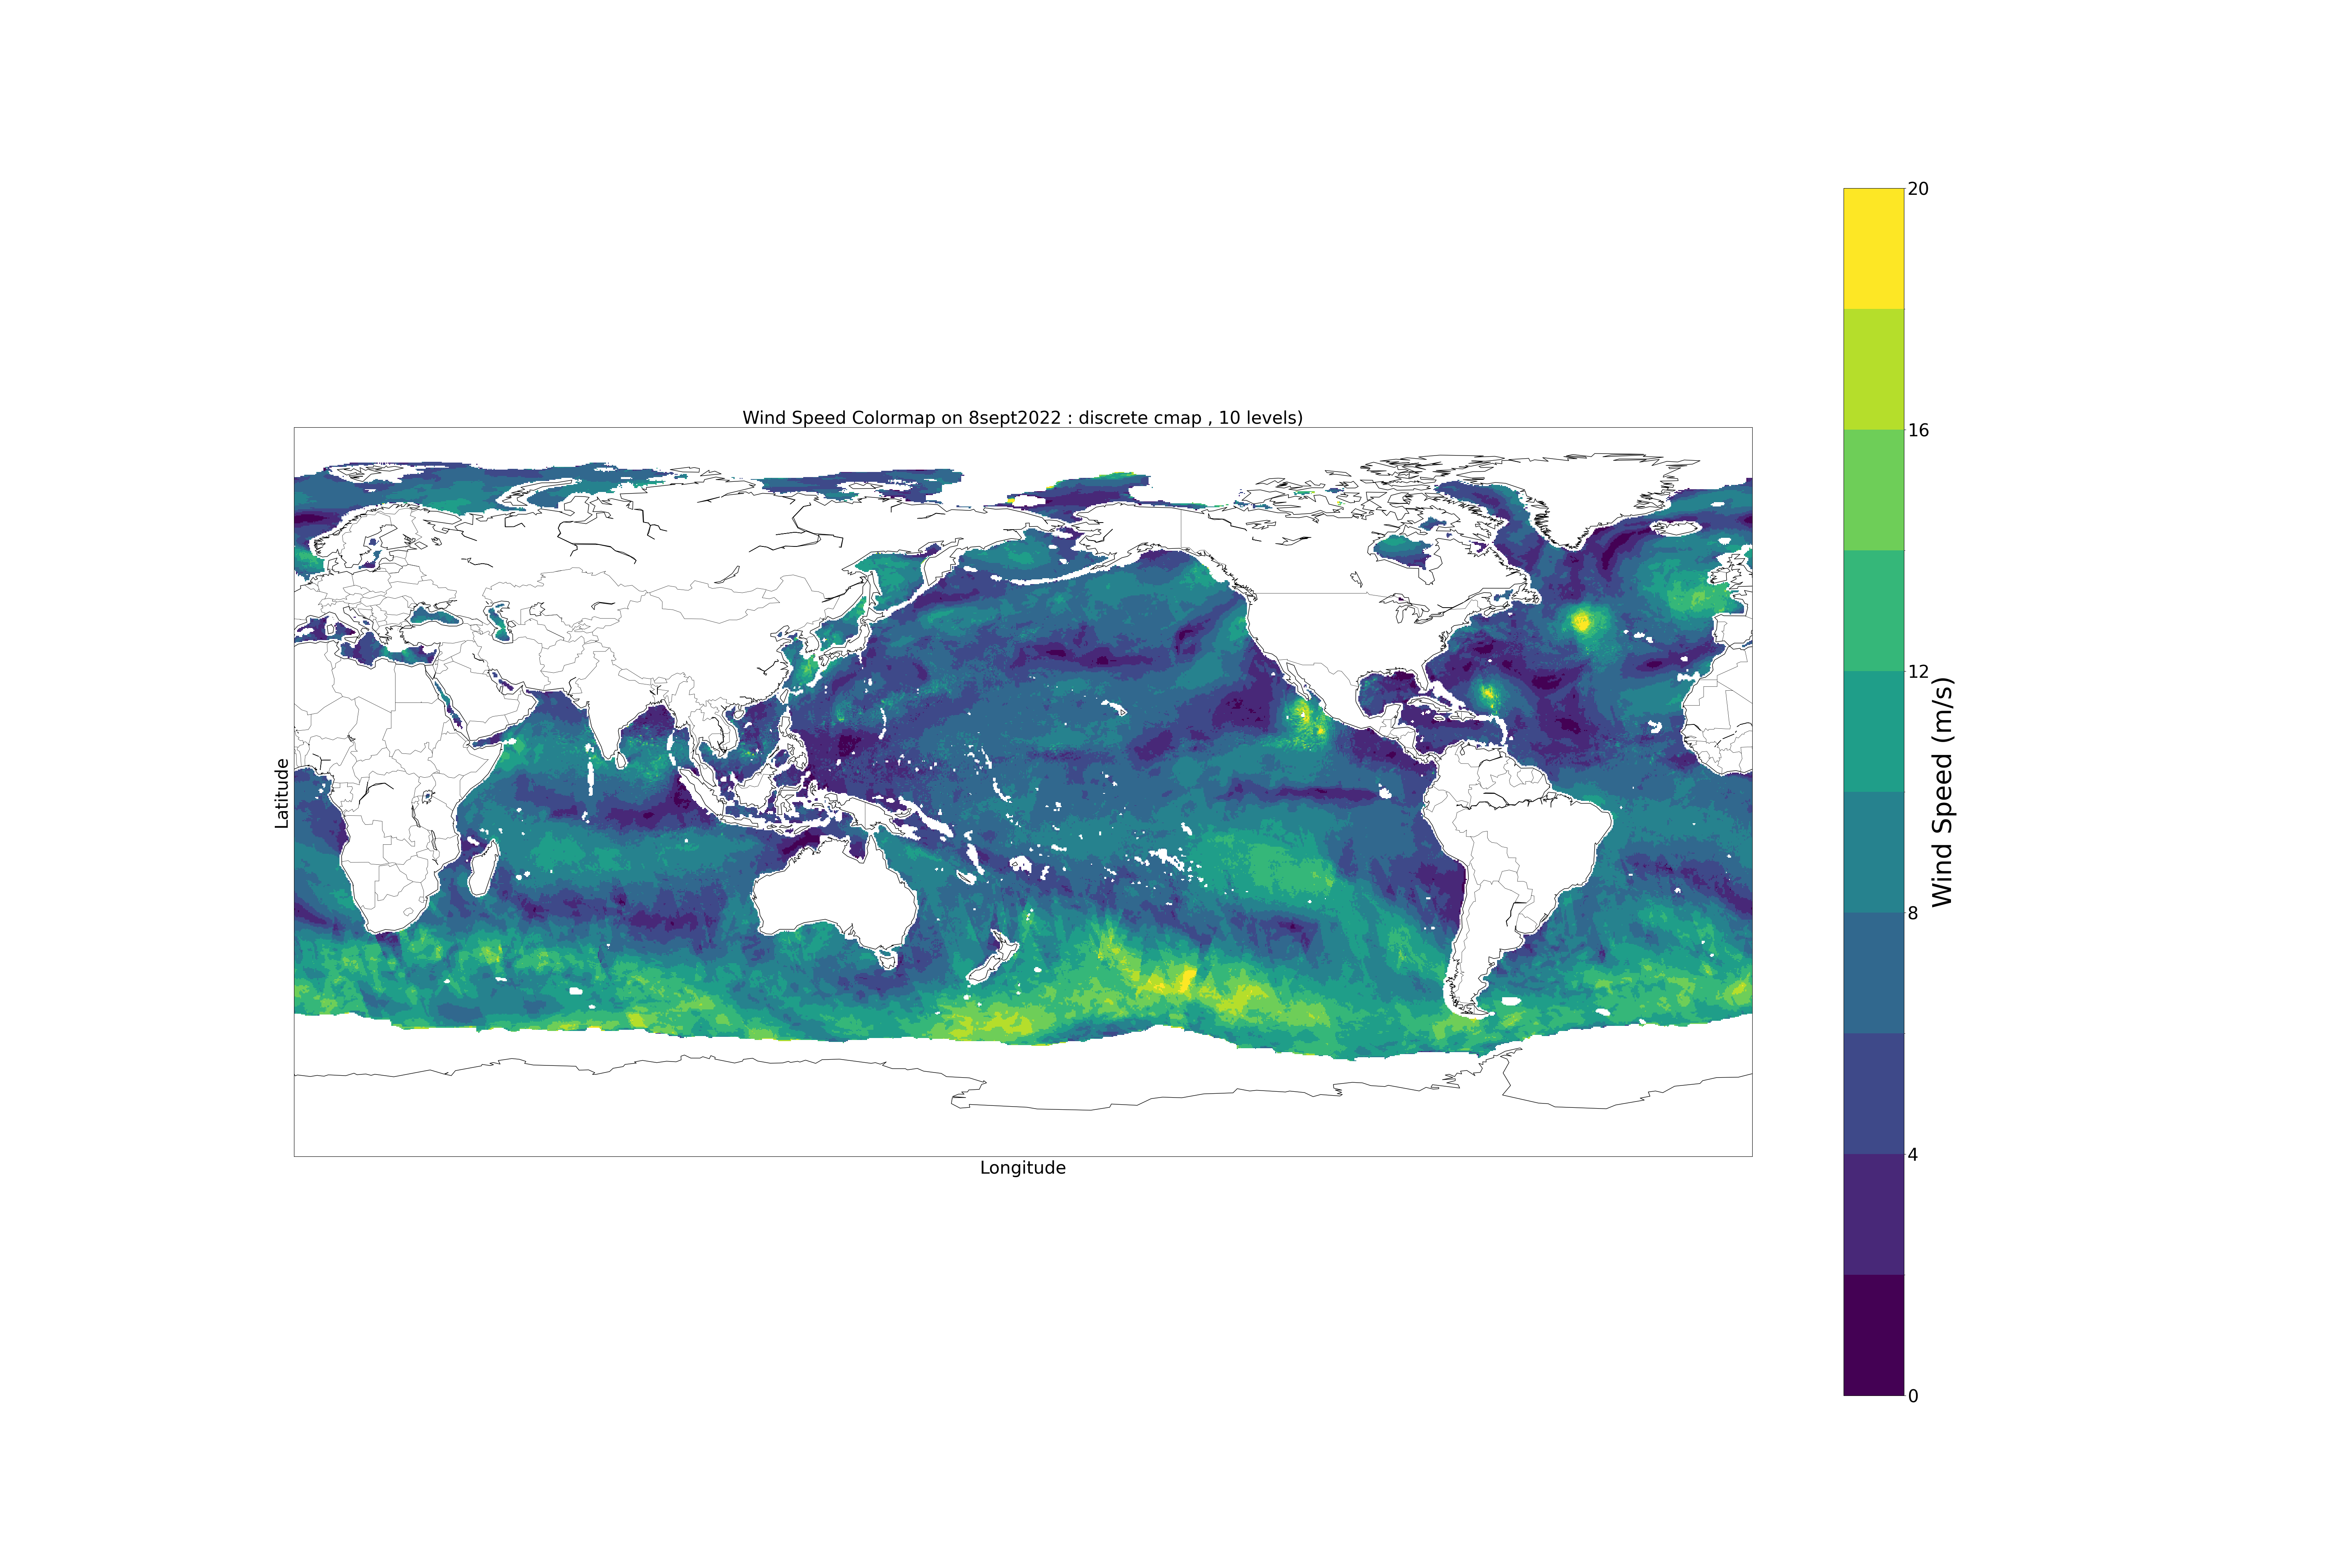 Wind Speed Colormap on 8sept2022 : discrete cmap , 10 levels)
Latitude
Longitude
20
16
12
8
4
0
Wind Speed (m/s)